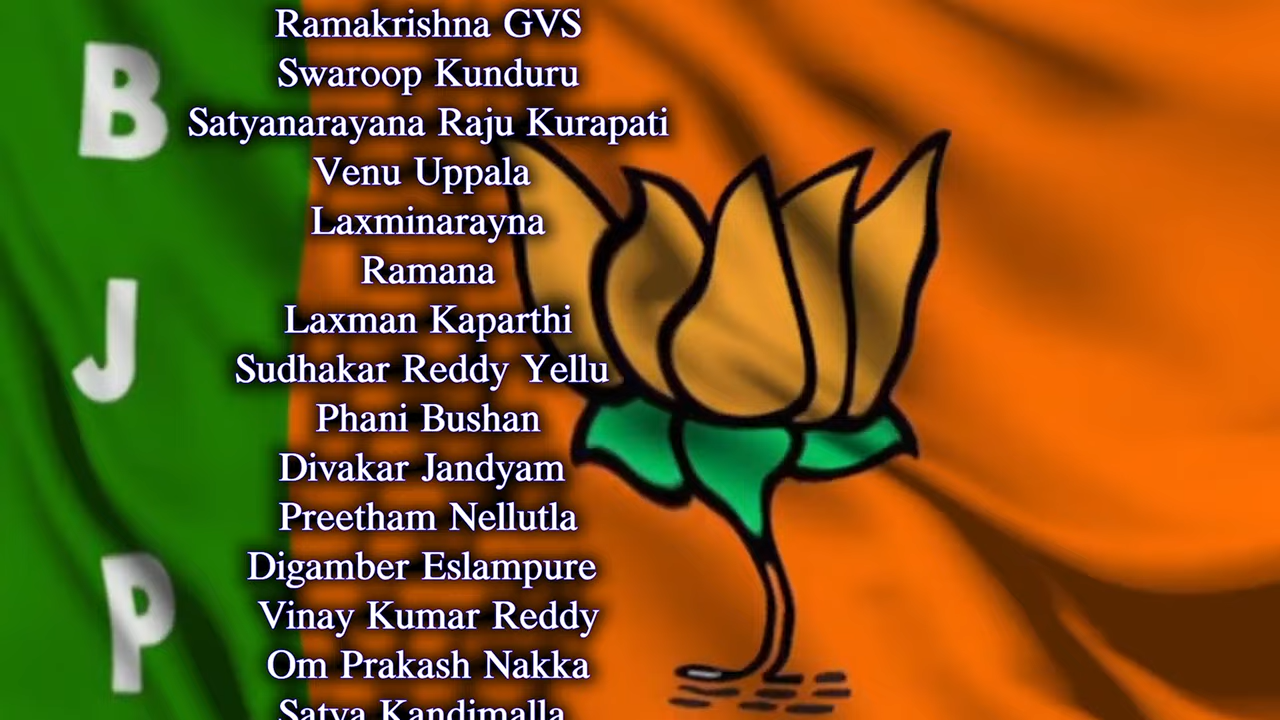 B
J
P
Ramakrishna GVS
Swaroop Kunduru
Satyanarayana Raju Kurapati
Venu Uppala
Laxminarayna
Ramana
Laxman Kaparthi
Sudhakar Reddy Yellu
Phani Bushan
Divakar Jandyam
Preetham Nellutla
Digamber Eslampure
Vinay Kumar Reddy
Om Prakash Nakka
Satya Kandimalla